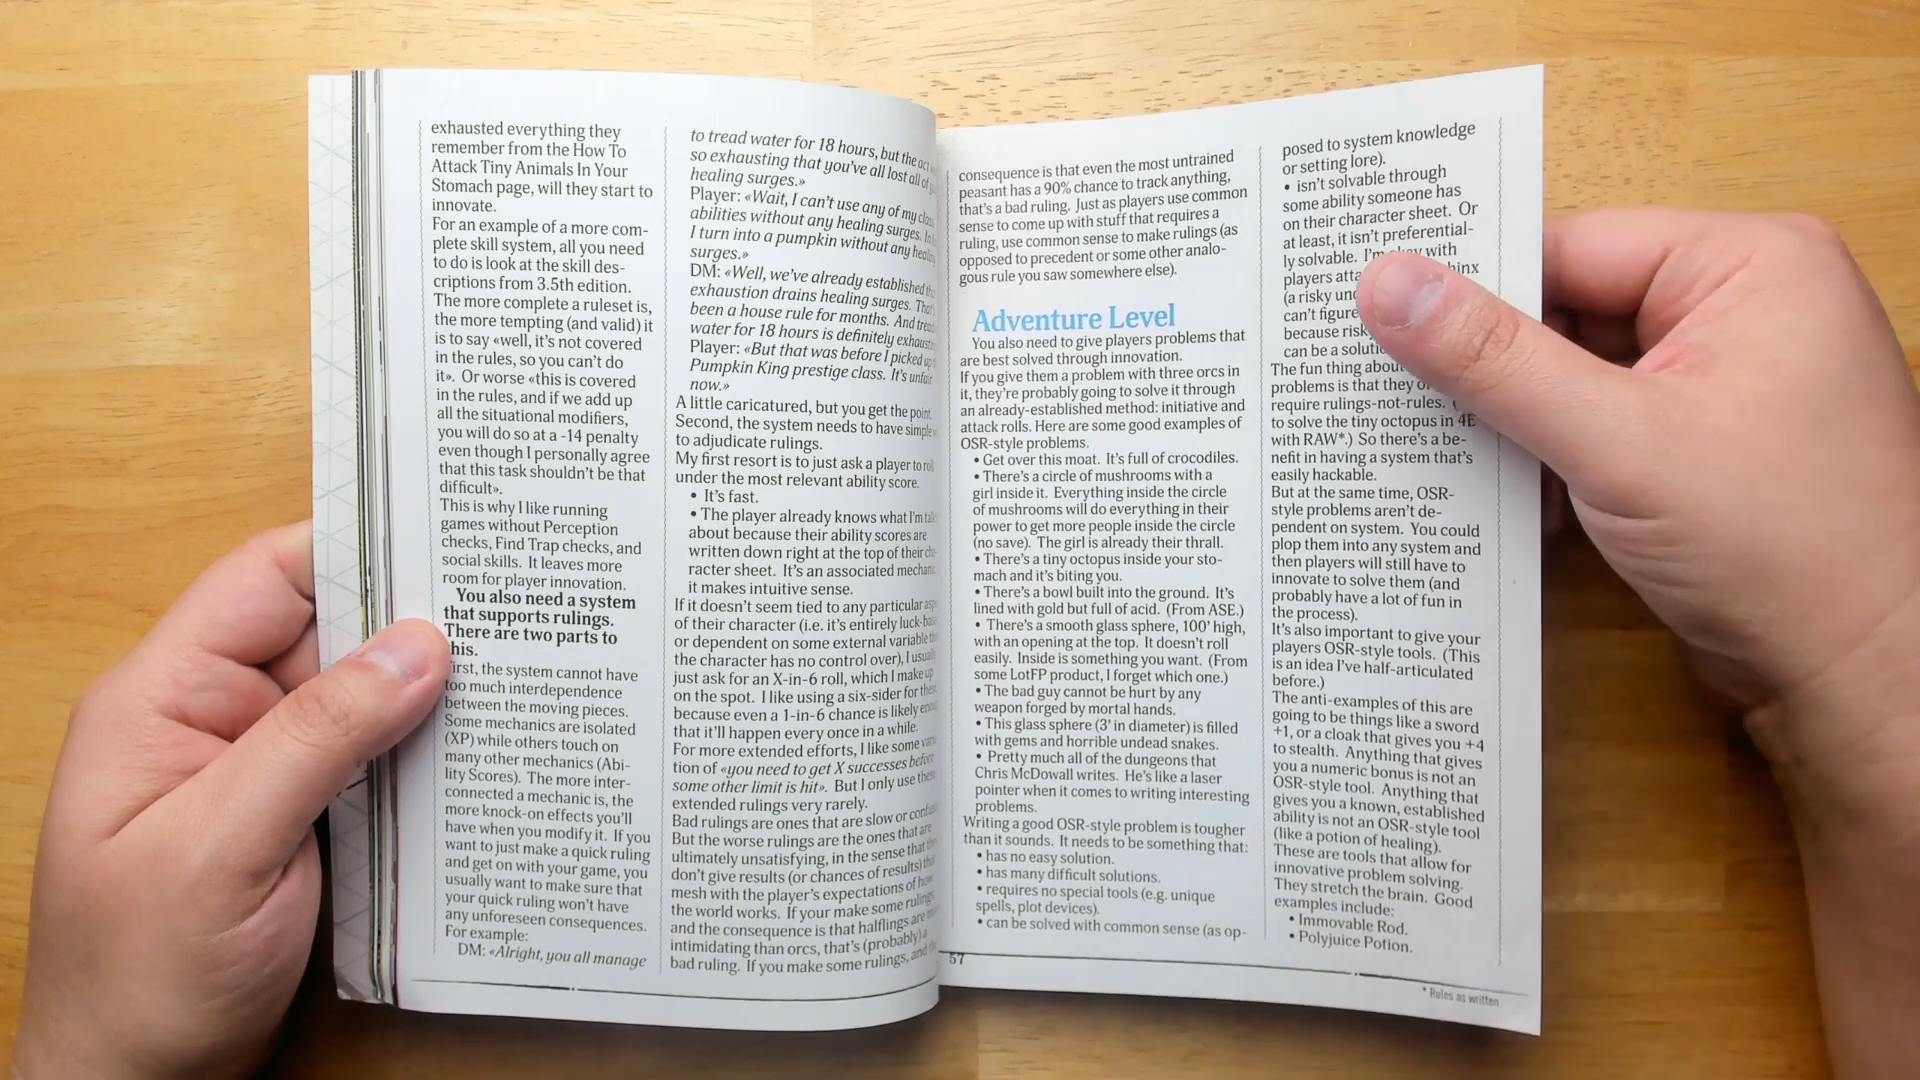 exhausted everything they
remember from the How To
Attack Tiny Animals In Your
Stomach page, will they start to
innovate.
For an example of a more com-
plete skill system, all you need
to do is look at the skill des-
criptions from 3.5th edition.
The more complete a ruleset is,
the more tempting (and valid) it
is to say «well, it's not covered
in the rules, so you can't do
it». Or worse «this is covered
in the rules, and if we add up
all the situational modifiers,
you will do so at a -14 penalty
even though I personally agree
that this task shouldn't be that
difficult».
This is why I like running
games without Perception
checks, Find Trap checks, and
social skills. It leaves more
room for player innovation.
You also need a system
that supports rulings.
There are two parts to
this.
First, the system cannot have
too much interdependence
between the moving pieces.
Some mechanics are isolated
(XP) while others touch on
many other mechanics (Abi-
lity Scores). The more inter-
connected a mechanic is, the
more knock-on effects you'll
have when you modify it. If you
want to just make a quick ruling
and get on with your game, you
usually want to make sure that
your quick ruling won't have
any unforeseen consequences.
For example:
DM: «Alright, you all manage
to tread water for 18 hours, but the act
so exhausting that you've all lost all of
healing surges.»
Player: «Wait, I can't use any of my
abilities without any healing surges.
I turn into a pumpkin without any
surges.»
DM: «Well, we've already established
exhaustion drains healing surges.
been a house rule for months. And
water for 18 hours is definitely
Player: «But that was before I picked up
Pumpkin King prestige class. It's unfair
now.»
A little caricatured, but you get the point.
Second, the system needs to have simple
to adjudicate rulings.
My first resort is to just ask a player to roll
under the most relevant ability score.
• It's fast.
• The player already knows what I'm
about because their ability scores are
written down right at the top of their cha-
racter sheet. It's an associated
it makes intuitive sense.
If it doesn't seem tied to any particular
of their character (i.e. it's entirely
or dependent on some external variable
the character has no control over), I usually
just ask for an X-in-6 roll, which I make up
on the spot. I like using a six-sider for these
because even a 1-in-6 chance is likely
that it'll happen every once in a while.
For more extended efforts, I like some
tion of «you need to get X successes before
some other limit is hit». But I only use these
extended rulings very rarely.
Bad rulings are ones that are slow or
But the worse rulings are the ones that are
ultimately unsatisfying, in the sense that
don't give results (or chances of results) that
mesh with the player's expectations of how
the world works. If your make some rulings
and the consequence is that halflings are
intimidating than orcs, that's (probably) a
bad ruling. If you make some rulings, and
consequence is that even the most untrained
peasant has a 90% chance to track anything,
that's a bad ruling. Just as players use common
sense to come up with stuff that requires a
ruling, use common sense to make rulings (as
opposed to precedent or some other analo-
gous rule you saw somewhere else).
Adventure Level
You also need to give players problems that
are best solved through innovation.
If you give them a problem with three orcs in
it, they're probably going to solve it through
an already-established method: initiative and
attack rolls. Here are some good examples of
OSR-style problems.
• Get over this moat. It's full of crocodiles.
• There's a circle of mushrooms with a
girl inside it. Everything inside the circle
of mushrooms will do everything in their
power to get more people inside the circle
(no save). The girl is already their thrall.
• There's a tiny octopus inside your sto-
mach and it's biting you.
• There's a bowl built into the ground. It's
lined with gold but full of acid. (From ASE.)
• There's a smooth glass sphere, 100' high,
with an opening at the top. It doesn't roll
easily. Inside is something you want. (From
some LotFP product, I forget which one.)
• The bad guy cannot be hurt by any
weapon forged by mortal hands.
• This glass sphere (3' in diameter) is filled
with gems and horrible undead snakes.
• Pretty much all of the dungeons that
Chris McDowall writes. He's like a laser
pointer when it comes to writing interesting
problems.
Writing a good OSR-style problem is tougher
than it sounds. It needs to be something that:
• has no easy solution.
• has many difficult solutions.
• requires no special tools (e.g. unique
spells, plot devices).
• can be solved with common sense (as op-
posed to system knowledge
or setting lore).
• isn't solvable through
some ability someone has
on their character sheet. Or
at least, it isn't preferential-
ly solvable. I'm okay with
players
(a risky
can't figure
because
can be a
The fun thing about
problems is that they
require rulings-not-rules.
to solve the tiny octopus in 4E
with RAW*.) So there's a be-
nefit in having a system that's
easily hackable.
But at the same time, OSR-
style problems aren't de-
pendent on system. You could
plop them into any system and
then players will still have to
innovate to solve them (and
probably have a lot of fun in
the process).
It's also important to give your
players OSR-style tools. (This
is an idea I've half-articulated
before.)
The anti-examples of this are
going to be things like a sword
+1, or a cloak that gives you +4
to stealth. Anything that gives
you a numeric bonus is not an
OSR-style tool. Anything that
gives you a known, established
ability is not an OSR-style tool
(like a potion of healing).
These are tools that allow for
innovative problem solving.
They stretch the brain. Good
examples include:
• Immovable Rod.
• Polyjuice Potion.
57
* Rules as written